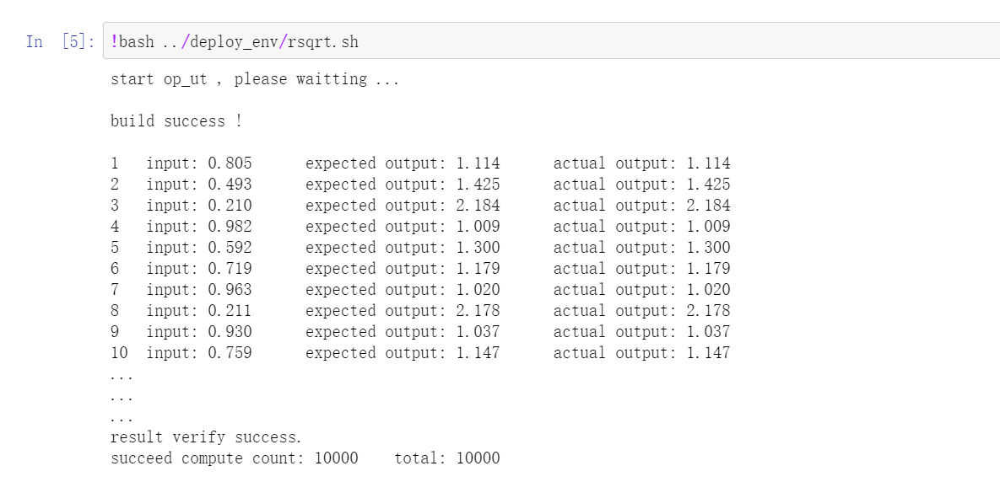 In [5]: !bash ../deploy_env/rsqrt.sh
start op_ut , please waitting ...
build success !
1 input: 0.805 expected output: 1.114 actual output: 1.114
2 input: 0.493 expected output: 1.425 actual output: 1.425
3 input: 0.210 expected output: 2.184 actual output: 2.184
4 input: 0.982 expected output: 1.009 actual output: 1.009
5 input: 0.592 expected output: 1.300 actual output: 1.300
6 input: 0.719 expected output: 1.179 actual output: 1.179
7 input: 0.963 expected output: 1.020 actual output: 1.020
8 input: 0.211 expected output: 2.178 actual output: 2.178
9 input: 0.930 expected output: 1.037 actual output: 1.037
10 input: 0.759 expected output: 1.147 actual output: 1.147
...
...
...
result verify success.
succeed compute count: 10000 total: 10000